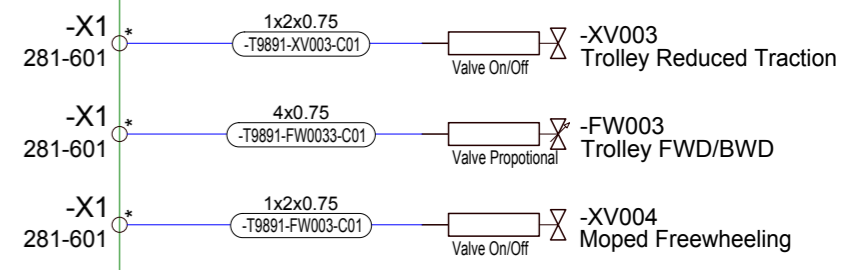 -X1 * 1x2x0.75 -XV003
281-601 -T9891-XV003-C01 Valve On/Off Trolley Reduced Traction
-X1 * 4x0.75 -FW003
281-601 -T9891-FW0033-C01 Valve Propotional Trolley FWD/BWD
-X1 * 1x2x0.75 -XV004
281-601 -T9891-FW003-C01 Valve On/Off Moped Freewheeling